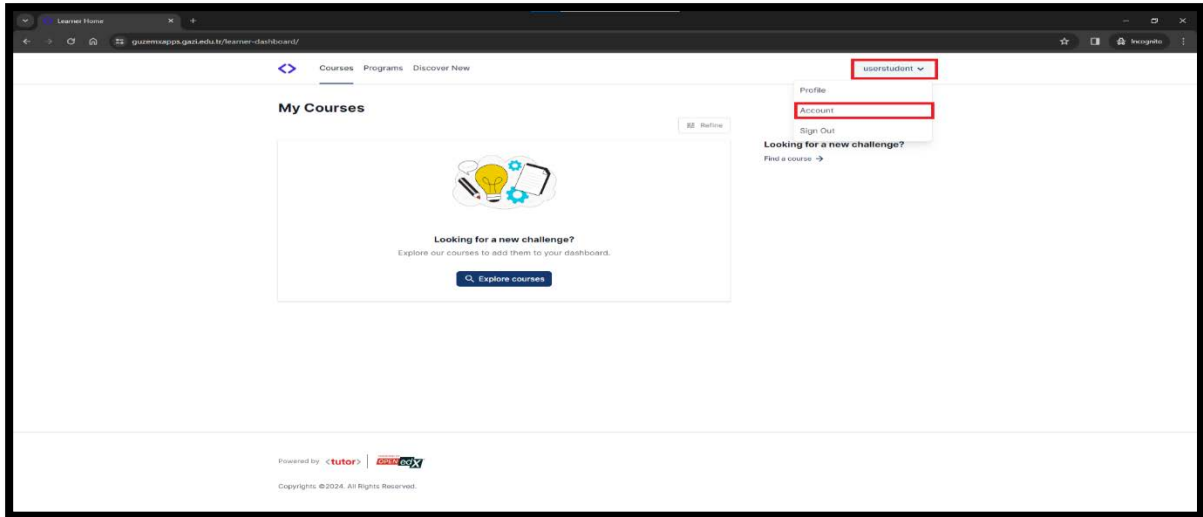 Learner Home
guzemxapps.gazi.edu.tr/learner-dashboard/
Incognito
Courses Programs Discover New
userstudent
Profile
Account
Sign Out
My Courses
Refine
Looking for a new challenge?
Find a course →
Looking for a new challenge?
Explore our courses to add them to your dashboard.
Explore courses
Powered by <tutor> OPEN edX
Copyrights ©2024. All Rights Reserved.